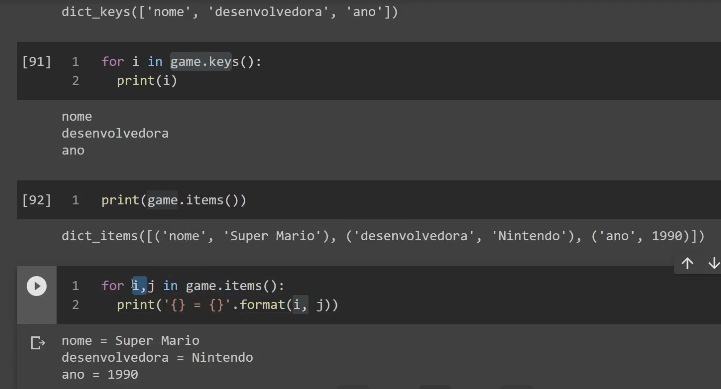 dict_keys(['nome', 'desenvolvedora', 'ano'])
[91] 1 for i in game.keys():
2 print(i)
nome
desenvolvedora
ano
[92] 1 print(game.items())
dict_items([('nome', 'Super Mario'), ('desenvolvedora', 'Nintendo'), ('ano', 1990)])
1 for i,j in game.items():
2 print('{} = {}'.format(i, j))
nome = Super Mario
desenvolvedora = Nintendo
ano = 1990